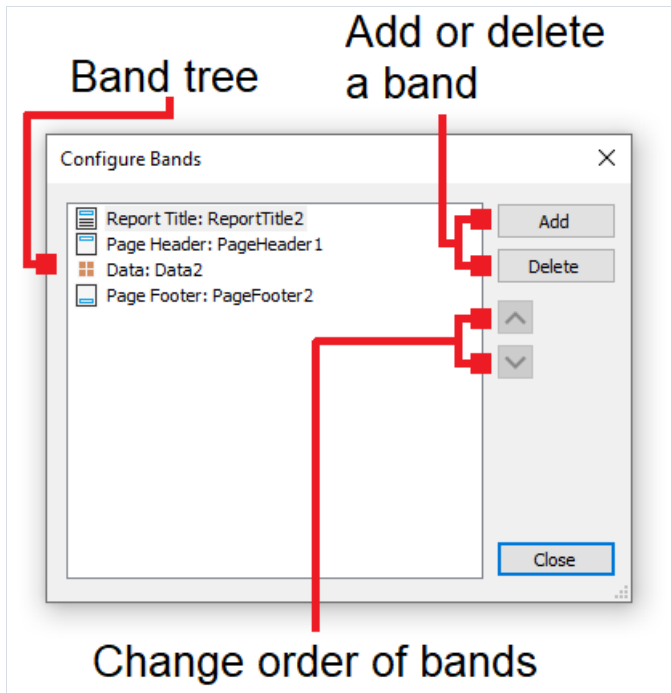 Add or delete
a band
Band tree
Configure Bands
Report Title: ReportTitle2
Page Header: PageHeader1
Data: Data2
Page Footer: PageFooter2
Add
Delete
Close
Change order of bands